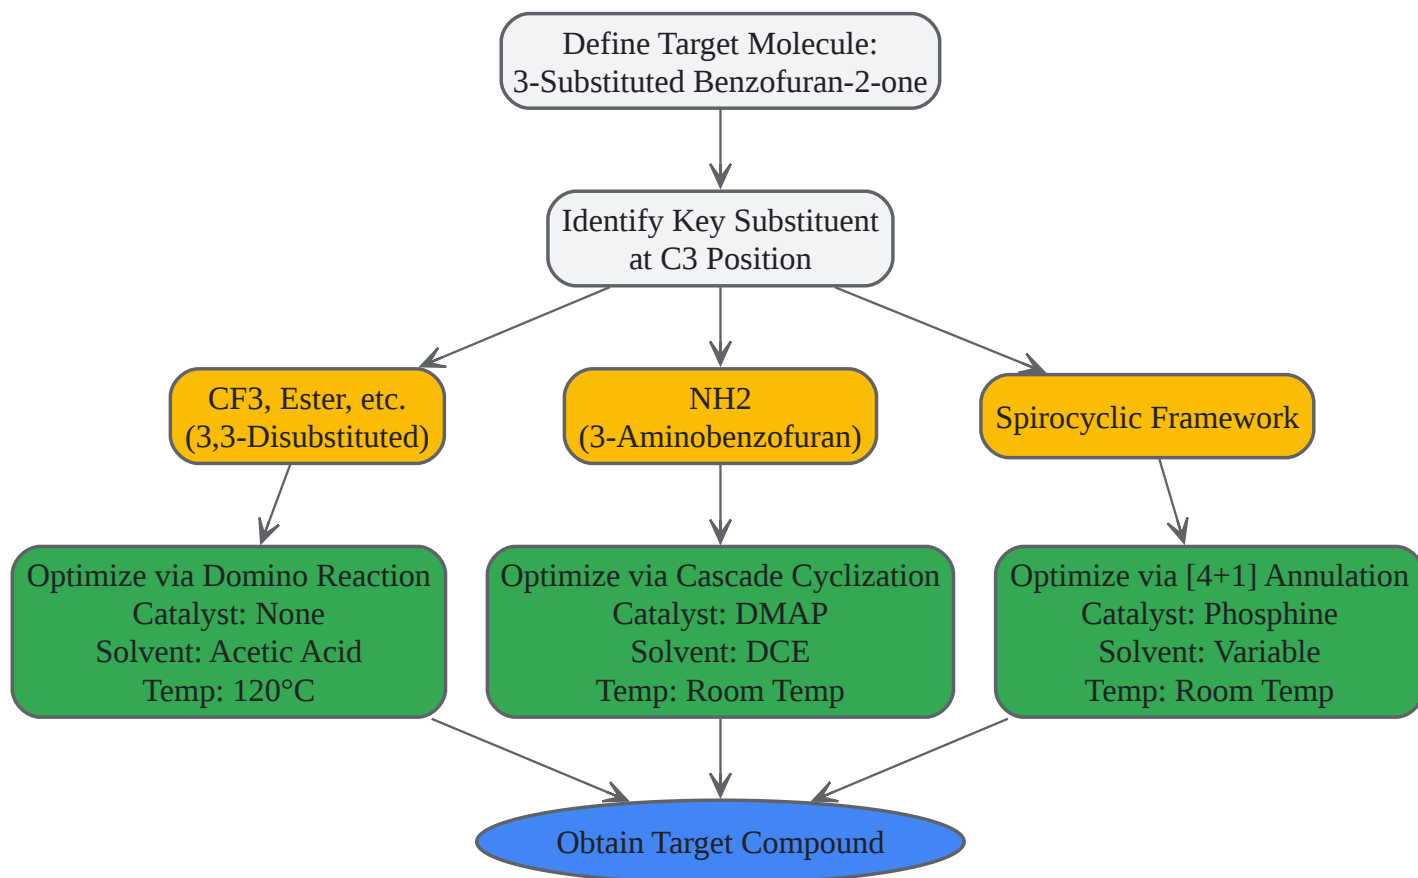 Define Target Molecule:
3-Substituted Benzofuran-2-one
Identify Key Substituent
at C3 Position
CF3, Ester, etc.
(3,3-Disubstituted)
NH2
(3-Aminobenzofuran)
Spirocyclic Framework
Optimize via Domino Reaction
Catalyst: None
Solvent: Acetic Acid
Temp: 120°C
Optimize via Cascade Cyclization
Catalyst: DMAP
Solvent: DCE
Temp: Room Temp
Optimize via [4+1] Annulation
Catalyst: Phosphine
Solvent: Variable
Temp: Room Temp
Obtain Target Compound